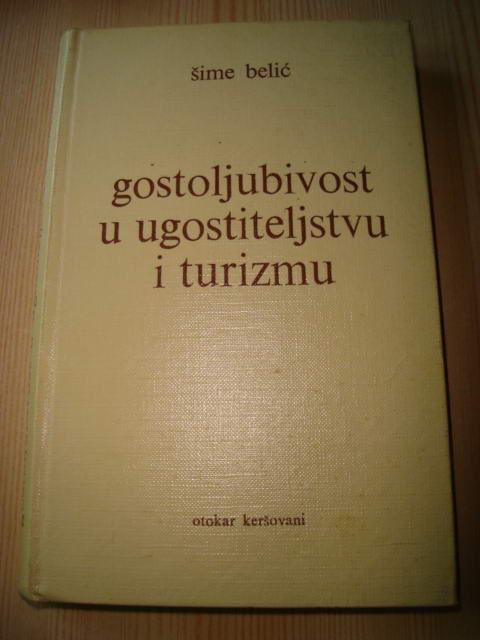 šime belić
gostoljubivost
u ugostiteljstvu
i turizmu
otokar keršovani